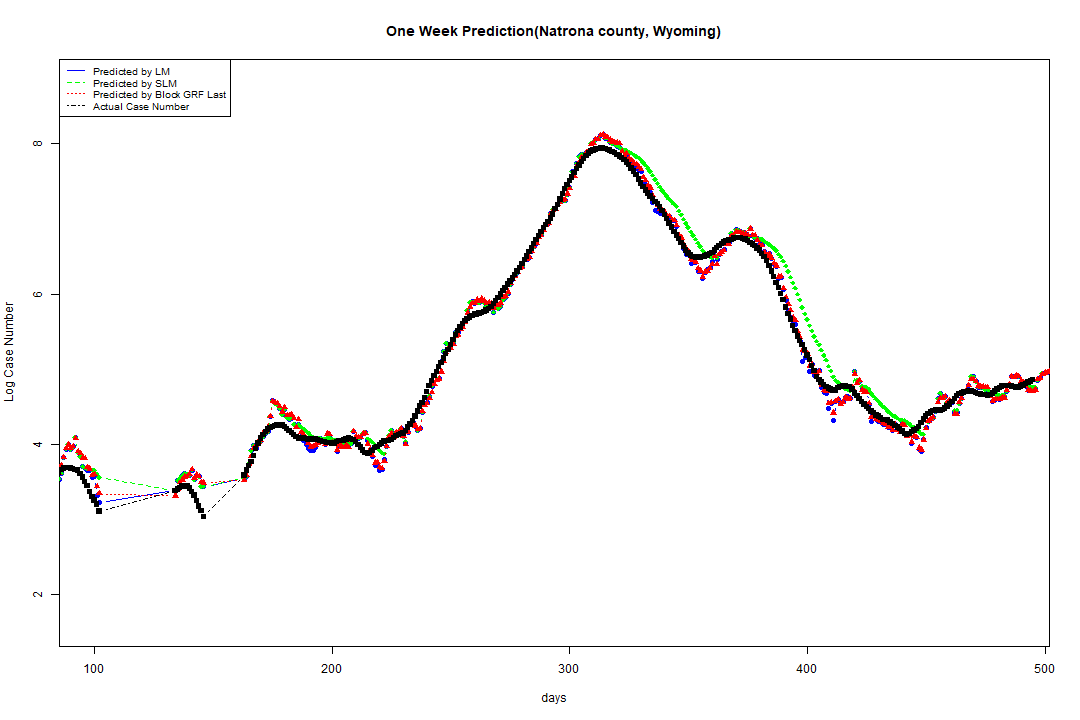 One Week Prediction(Natrona county, Wyoming)
Predicted by LM
Predicted by SLM
Predicted by Block GRF Last
Actual Case Number
8
6
4
2
Log Case Number
100 200 300 400 500
days